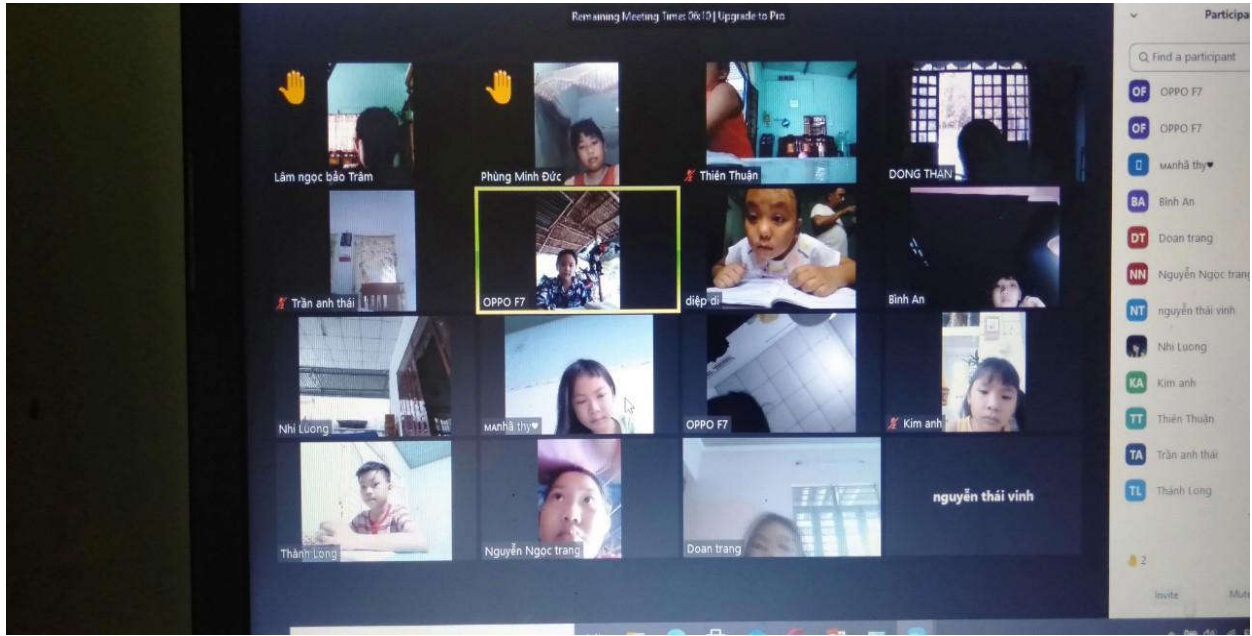 Remaining Meeting Time: 06:10 | Upgrade to Pro
Lâm ngọc bảo Trâm
Phùng Minh Đức
Thiên Thuận
DONG THAN
Trần anh thái
OPPO F7
diệp di
Bình An
Nhi Luong
MAnhã thy♥
OPPO F7
Kim anh
Thành Long
Nguyễn Ngọc trang
Doan trang
nguyễn thái vinh
Participa
Find a participant
OF OPPO F7
OF OPPO F7
MAnhã thy♥
BA Bình An
DT Doan trang
NN Nguyễn Ngọc trang
NT nguyễn thái vinh
Nhi Luong
KA Kim anh
TT Thiên Thuận
TA Trần anh thái
TL Thành Long
2
Invite Mute